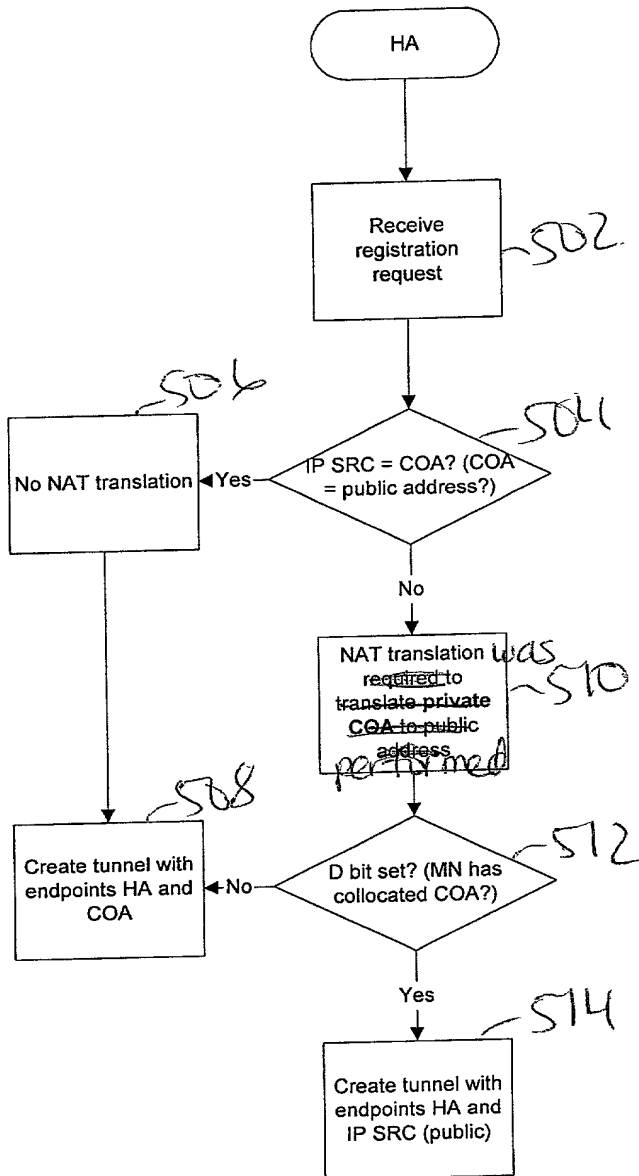 HA
Receive
registration
request
502
506
504
No NAT translation
Yes
IP SRC = COA? (COA
= public address?)
No
NAT translation was
required to
translate private
COA to public
address
performed
510
508
512
Create tunnel with
endpoints HA and
COA
No
D bit set? (MN has
collocated COA?)
Yes
514
Create tunnel with
endpoints HA and
IP SRC (public)